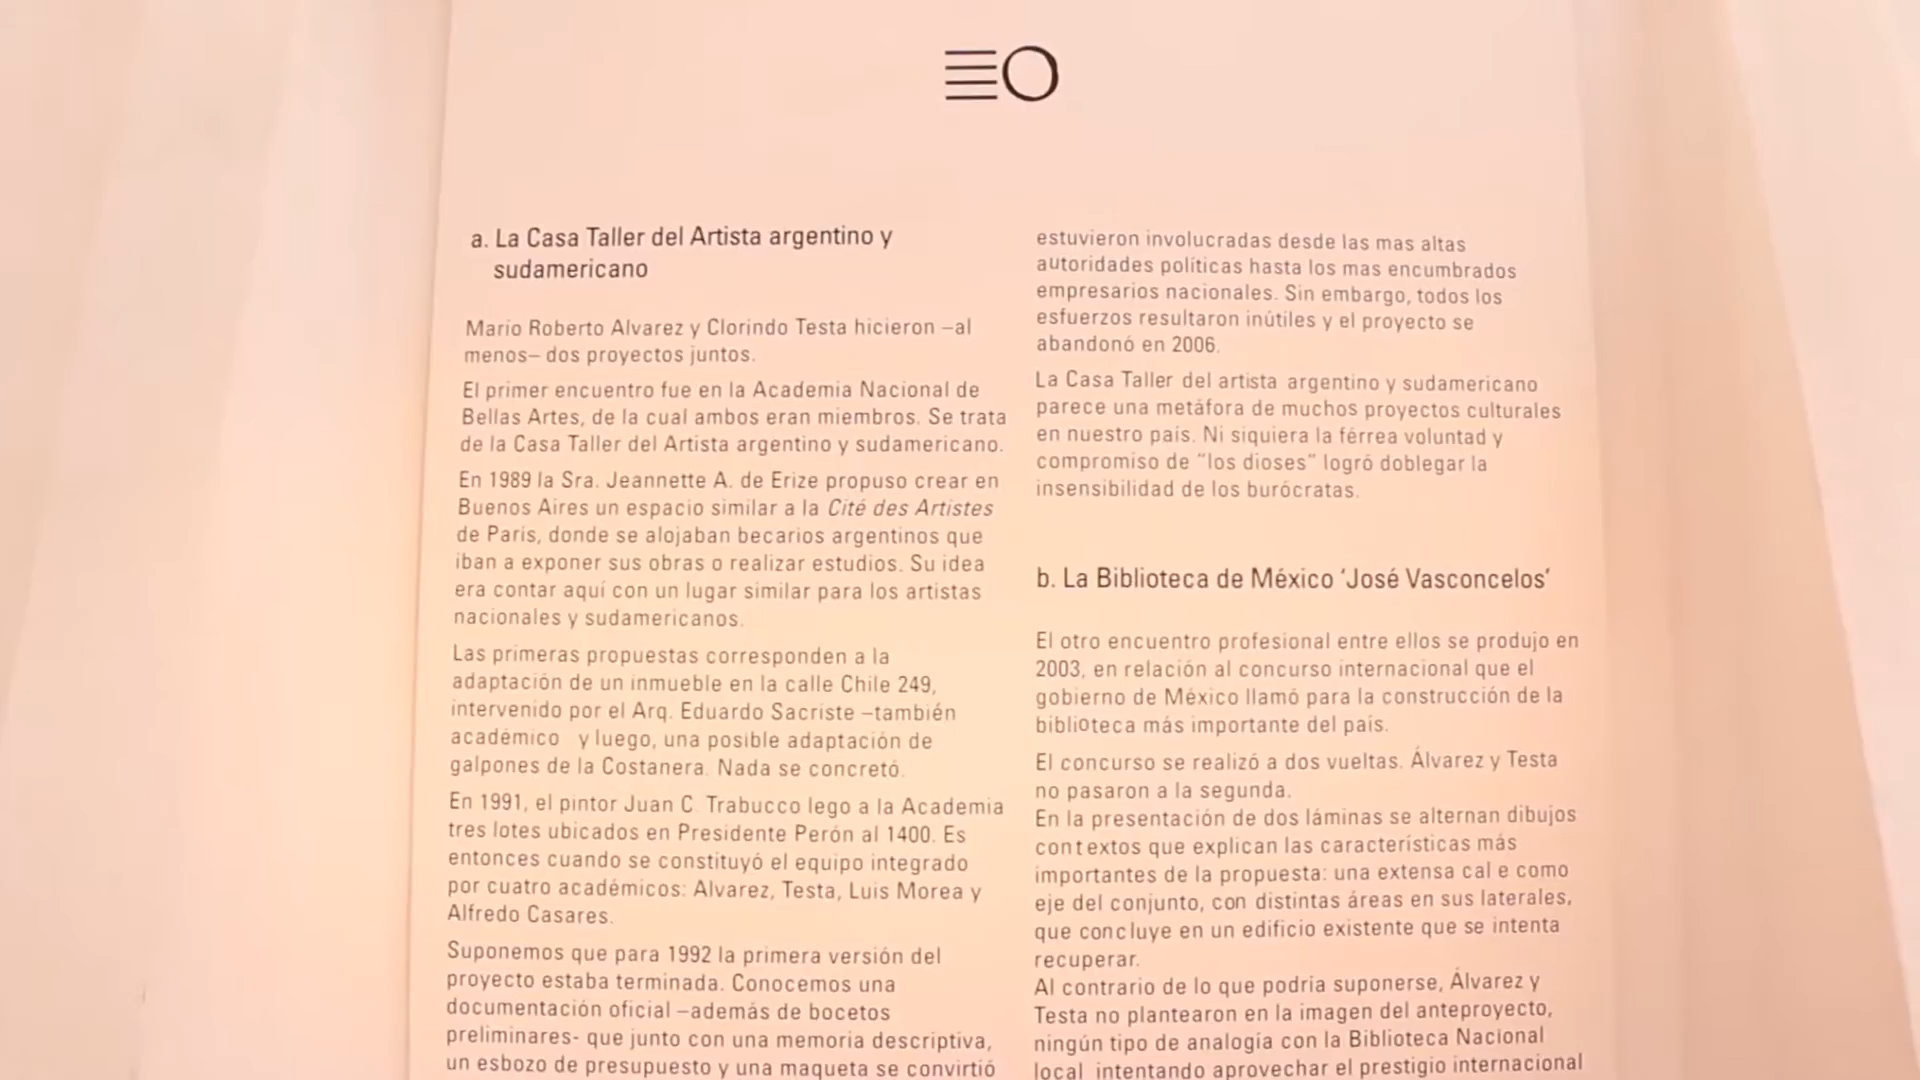 a. La Casa Taller del Artista argentino y
sudamericano
Mario Roberto Alvarez y Clorindo Testa hicieron –al
menos– dos proyectos juntos.
El primer encuentro fue en la Academia Nacional de
Bellas Artes, de la cual ambos eran miembros. Se trata
de la Casa Taller del Artista argentino y sudamericano.
En 1989 la Sra. Jeannette A. de Erize propuso crear en
Buenos Aires un espacio similar a la Cité des Artistes
de París, donde se alojaban becarios argentinos que
iban a exponer sus obras o realizar estudios. Su idea
era contar aquí con un lugar similar para los artistas
nacionales y sudamericanos.
Las primeras propuestas corresponden a la
adaptación de un inmueble en la calle Chile 249,
intervenido por el Arq. Eduardo Sacriste –también
académico y luego, una posible adaptación de
galpones de la Costanera. Nada se concretó.
En 1991, el pintor Juan C. Trabucco lego a la Academia
tres lotes ubicados en Presidente Perón al 1400. Es
entonces cuando se constituyó el equipo integrado
por cuatro académicos: Alvarez, Testa, Luis Morea y
Alfredo Casares.
Suponemos que para 1992 la primera versión del
proyecto estaba terminada. Conocemos una
documentación oficial –además de bocetos
preliminares- que junto con una memoria descriptiva,
un esbozo de presupuesto y una maqueta se convirtió
estuvieron involucradas desde las mas altas
autoridades políticas hasta los mas encumbrados
empresarios nacionales. Sin embargo, todos los
esfuerzos resultaron inútiles y el proyecto se
abandonó en 2006.
La Casa Taller del artista argentino y sudamericano
parece una metáfora de muchos proyectos culturales
en nuestro país. Ni siquiera la férrea voluntad y
compromiso de "los dioses" logró doblegar la
insensibilidad de los burócratas.
b. La Biblioteca de México 'José Vasconcelos'
El otro encuentro profesional entre ellos se produjo en
2003, en relación al concurso internacional que el
gobierno de México llamó para la construcción de la
biblioteca más importante del país.
El concurso se realizó a dos vueltas. Álvarez y Testa
no pasaron a la segunda.
En la presentación de dos láminas se alternan dibujos
con textos que explican las características más
importantes de la propuesta: una extensa cal e como
eje del conjunto, con distintas áreas en sus laterales,
que concluye en un edificio existente que se intenta
recuperar.
Al contrario de lo que podría suponerse, Álvarez y
Testa no plantearon en la imagen del anteproyecto,
ningún tipo de analogía con la Biblioteca Nacional
local intentando aprovechar el prestigio internacional